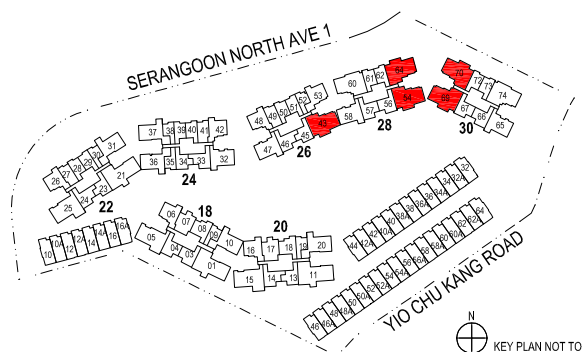 SERANGOON NORTH AVE 1
60 61 62 64
58 57 56 54
28
70 72 73 74
68 67 66 65
30
48 49 50 51 52 53
47 46 45 43
26
37 38 39 40 41 42
36 35 34 33 32
24
26 27 28 29 30 31
25 24 23 21
22
06 07 08 09 10
05 04 03 01
18
16 17 18 19 20
15 14 13 11
20
10 10A 12 12A 14 14A 16 16A
44 42A 42 40A 40 38A 38 36A 36 34A 34 32A 32
46 46A 48 48A 50 50A 52 52A 54 54A 56 56A 58 58A 60 60A 62 62A 64
YIO CHU KANG ROAD
N
KEY PLAN NOT TO